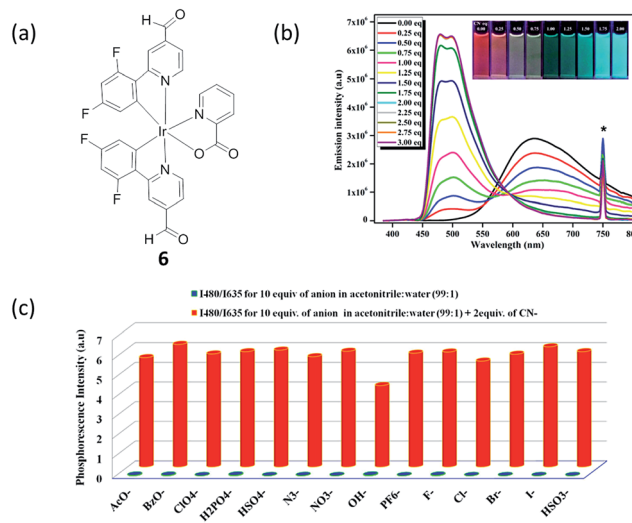 (a)
F
F
F
F
N
N
N
Ir
O
O
H
O
H
O
6
(b)
Emission intensity (a.u)
7x10⁶
6x10⁶
5x10⁶
4x10⁶
3x10⁶
2x10⁶
1x10⁶
0
0.00 eq
0.25 eq
0.50 eq
0.75 eq
1.00 eq
1.25 eq
1.50 eq
1.75 eq
2.00 eq
2.25 eq
2.50 eq
2.75 eq
3.00 eq
CN eq
0.00 0.25 0.50 0.75 1.00 1.25 1.50 1.75 2.00
*
400 450 500 550 600 650 700 750 800
Wavelength (nm)
(c)
I480/I635 for 10 equiv of anion in acetonitrile:water (99:1)
I480/I635 for 10 equiv. of anion in acetonitrile:water (99:1) + 2equiv. of CN-
Phosphorescence Intensity (a.u)
7
6
5
4
3
2
1
0
AcO- BzO- ClO4- H2PO4- HSO4- N3- NO3- OH- PF6- F- Cl- Br- I- HSO3-